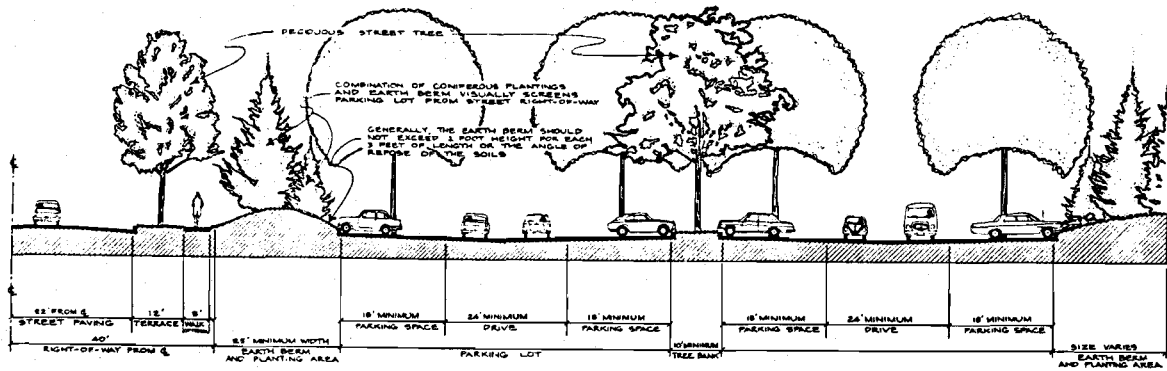 DECIDUOUS STREET TREE
COMBINATION OF CONIFEROUS PLANTINGS
AND EARTH BERM VISUALLY SCREENS
PARKING LOT FROM STREET RIGHT-OF-WAY
GENERALLY, THE EARTH BERM SHOULD
NOT EXCEED 1 FOOT HEIGHT FOR EACH
3 FEET OF LENGTH OR THE ANGLE OF
REPOSE OF THE SOILS
℄
℄
22' FROM ℄
STREET PAVING
12'
TERRACE
WALK
18' MINIMUM
PARKING SPACE
24' MINIMUM
DRIVE
18' MINIMUM
PARKING SPACE
18' MINIMUM
PARKING SPACE
24' MINIMUM
DRIVE
18' MINIMUM
PARKING SPACE
40'
RIGHT-OF-WAY FROM ℄
25' MINIMUM WIDTH
EARTH BERM
AND PLANTING AREA
PARKING LOT
10' MINIMUM
TREE BANK
SIZE VARIES
EARTH BERM
AND PLANTING AREA